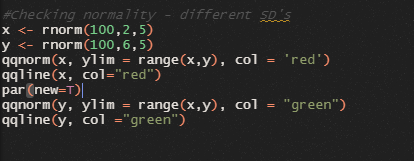 #Checking normality - different SD's
x <- rnorm(100,2,5)
y <- rnorm(100,6,5)
qqnorm(x, ylim = range(x,y), col = 'red')
qqline(x, col="red")
par(new=T)
qqnorm(y, ylim = range(x,y), col = "green")
qqline(y, col ="green")